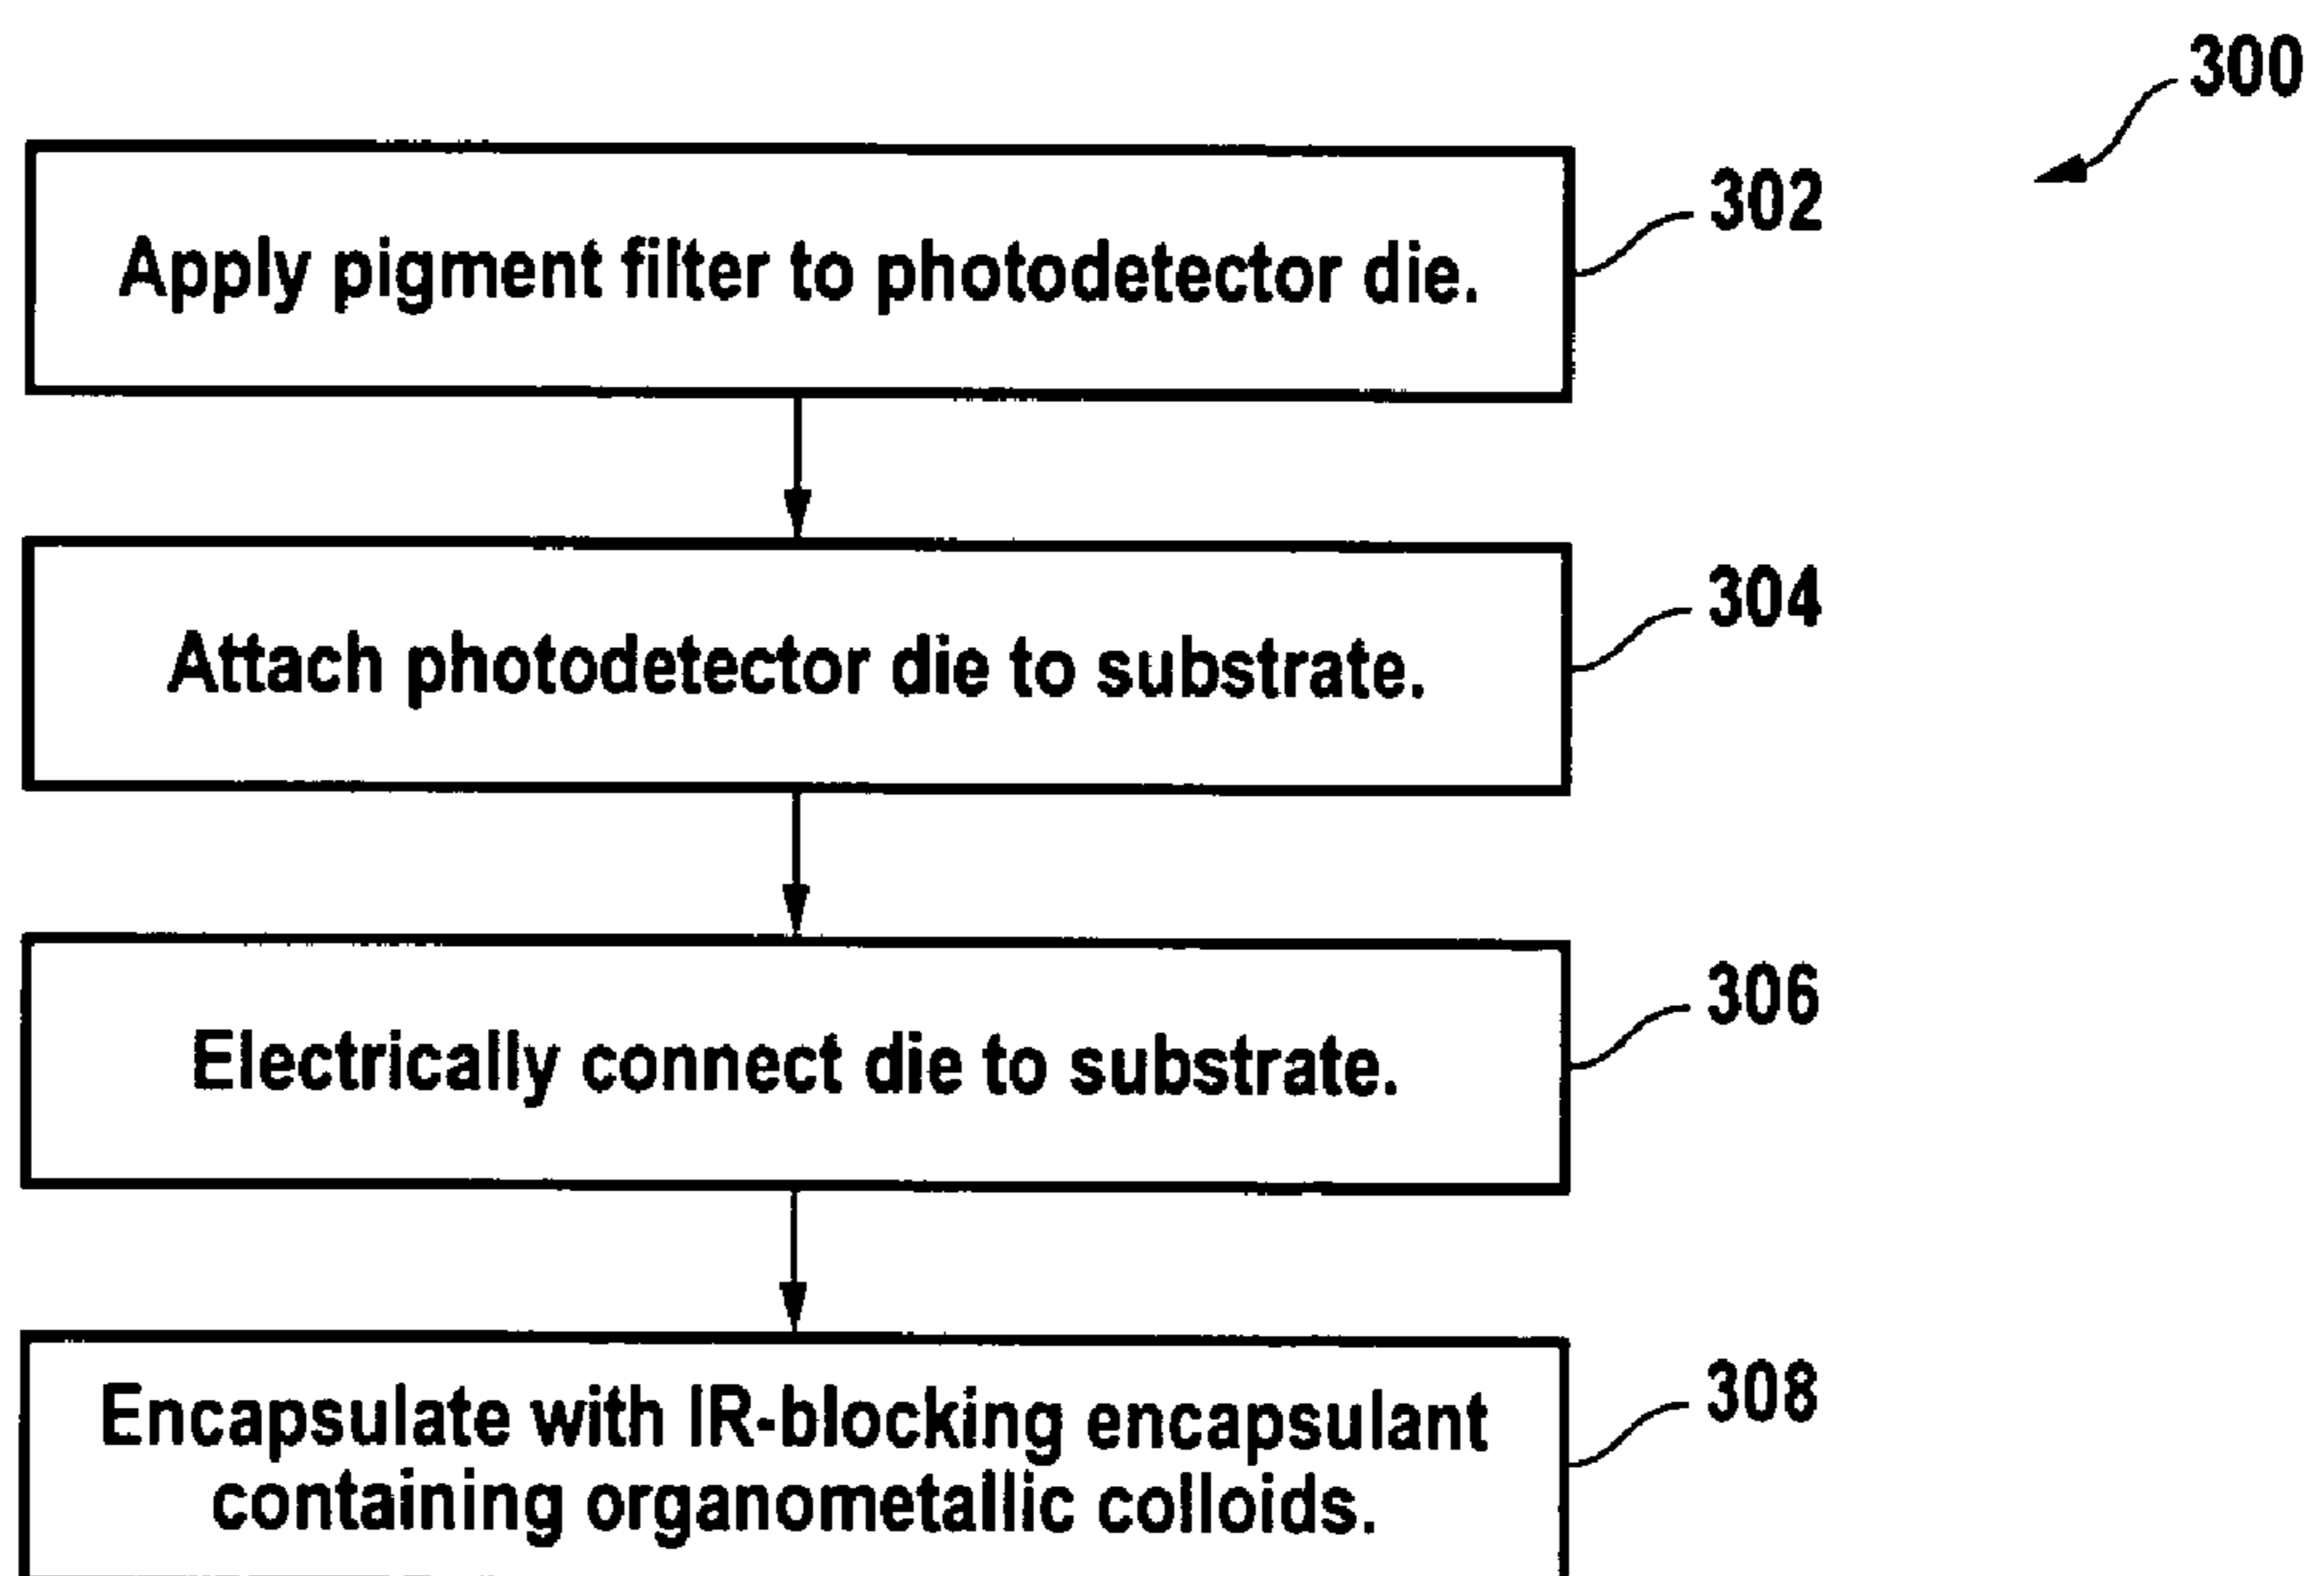 300
302
Apply pigment filter to photodetector die.
304
Attach photodetector die to substrate.
306
Electrically connect die to substrate.
308
Encapsulate with IR-blocking encapsulant
containing organometallic colloids.